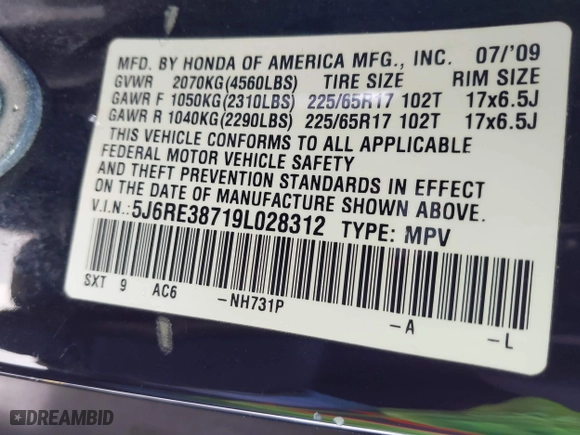 MFD. BY HONDA OF AMERICA MFG., INC. 07/'09
GVWR 2070KG(4560LBS) TIRE SIZE RIM SIZE
GAWR F 1050KG(2310LBS) 225/65R17 102T 17x6.5J
GAWR R 1040KG(2290LBS) 225/65R17 102T 17x6.5J
THIS VEHICLE CONFORMS TO ALL APPLICABLE
FEDERAL MOTOR VEHICLE SAFETY
AND THEFT PREVENTION STANDARDS IN EFFECT
ON THE DATE OF MANUFACTURE SHOWN ABOVE.
V.I.N.:5J6RE38719L028312 TYPE: MPV
SXT 9 AC6 -NH731P -A -L
DREAMBID